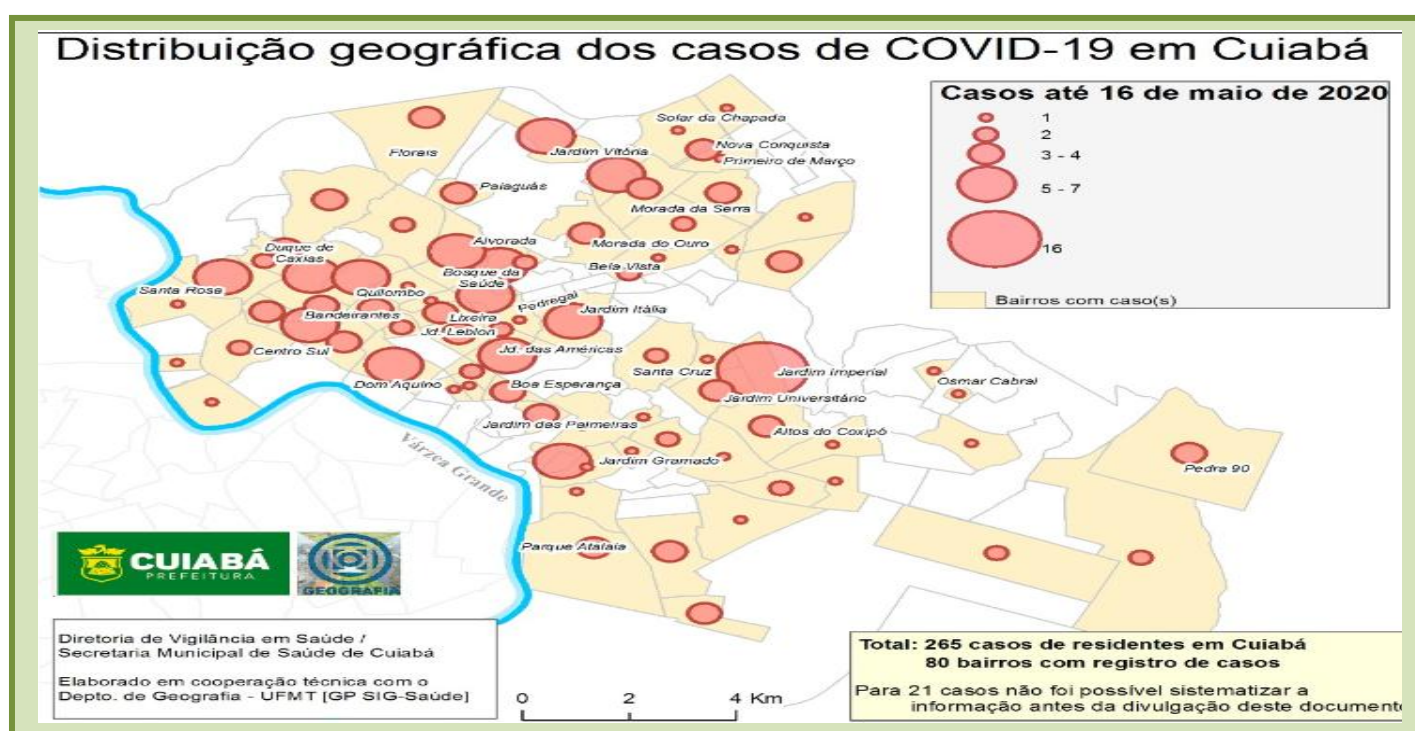 Distribuição geográfica dos casos de COVID-19 em Cuiabá
Casos até 16 de maio de 2020
1
2
3 - 4
5 - 7
16
Bairros com caso(s)
Solar da Chapada
Florais
Jardim Vitória
Nova Conquista
Primeiro de Março
Paiaguás
Morada da Serra
Duque de
Caxias
Alvorada
Morada do Ouro
Bosque da
Saúde
Bela Vista
Santa Rosa
Quilombo
Pedregal
Jardim Itália
Bandeirantes
Lixeira
Jd. Leblon
Centro Sul
Jd. das Américas
Santa Cruz
Jardim Imperial
Osmar Cabral
Dom Aquino
Boa Esperança
Jardim Universitário
Jardim das Palmeiras
Altos do Coxipó
Várzea Grande
Jardim Gramado
Pedra 90
Parque Atalaia
CUIABÁ
PREFEITURA
GEOGRAFIA
Diretoria de Vigilância em Saúde /
Secretaria Municipal de Saúde de Cuiabá
Elaborado em cooperação técnica com o
Depto. de Geografia - UFMT [GP SIG-Saúde]
0 2 4 Km
Total: 265 casos de residentes em Cuiabá
80 bairros com registro de casos
Para 21 casos não foi possível sistematizar a
informação antes da divulgação deste document